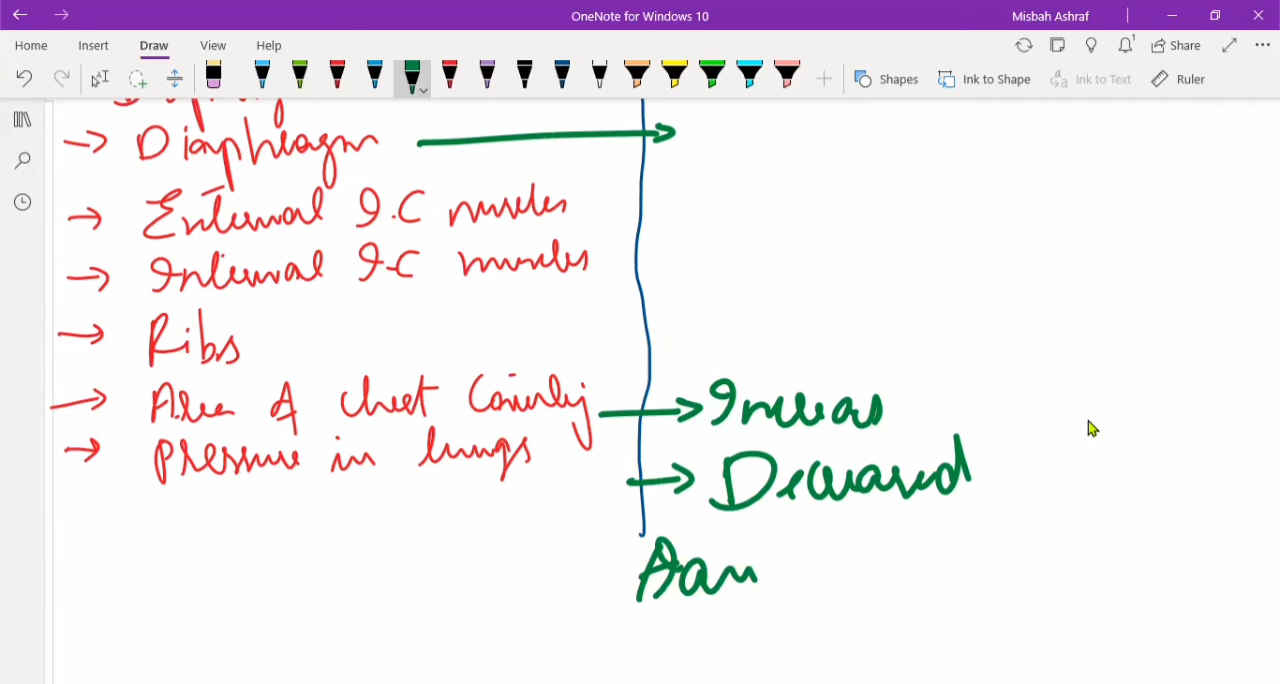 OneNote for Windows 10
Misbah Ashraf
Home Insert Draw View Help
Share
Shapes Ink to Shape Ink to Text Ruler
→ Diaphragm →
→ External I.C muscles
→ Internal I-C muscles
→ Ribs
→ Area of chest Cavity → Increas
→ Pressure in lungs → Decreased